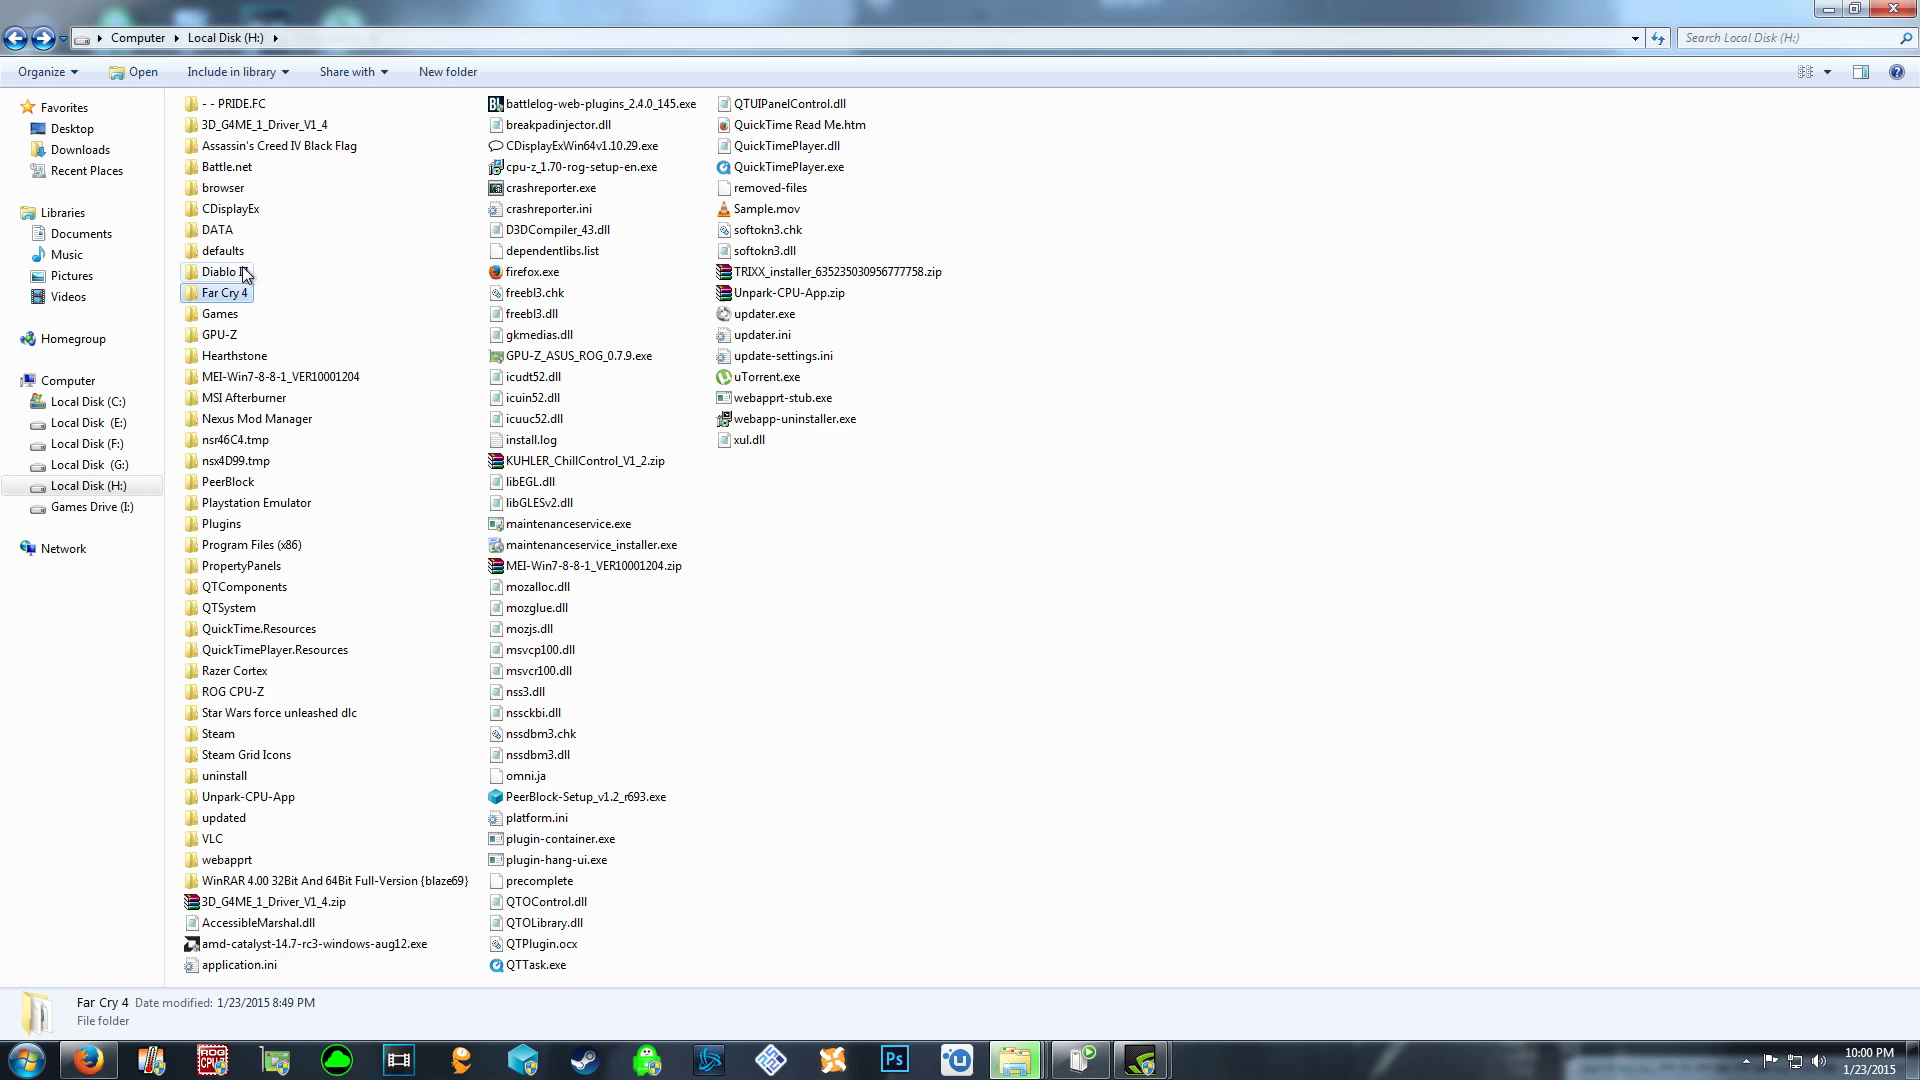 Computer
Local Disk (H:)
Search Local Disk (H:)
Organize
Open
Include in library
Share with
New folder
Favorites
Desktop
Downloads
Recent Places
Libraries
Documents
Music
Pictures
Videos
Homegroup
Computer
Local Disk (C:)
Local Disk (E:)
Local Disk (F:)
Local Disk (G:)
Local Disk (H:)
Games Drive (I:)
Network
- - PRIDE.FC
3D_G4ME_1_Driver_V1_4
Assassin's Creed IV Black Flag
Battle.net
browser
CDisplayEx
DATA
defaults
Diablo
Far Cry 4
Games
GPU-Z
Hearthstone
MEI-Win7-8-8-1_VER10001204
MSI Afterburner
Nexus Mod Manager
nsr46C4.tmp
nsx4D99.tmp
PeerBlock
Playstation Emulator
Plugins
Program Files (x86)
PropertyPanels
QTComponents
QTSystem
QuickTime.Resources
QuickTimePlayer.Resources
Razer Cortex
ROG CPU-Z
Star Wars force unleashed dlc
Steam
Steam Grid Icons
uninstall
Unpark-CPU-App
updated
VLC
webapprt
WinRAR 4.00 32Bit And 64Bit Full-Version {blaze69}
3D_G4ME_1_Driver_V1_4.zip
AccessibleMarshal.dll
amd-catalyst-14.7-rc3-windows-aug12.exe
application.ini
battlelog-web-plugins_2.4.0_145.exe
breakpadinjector.dll
CDisplayExWin64v1.10.29.exe
cpu-z_1.70-rog-setup-en.exe
crashreporter.exe
crashreporter.ini
D3DCompiler_43.dll
dependentlibs.list
firefox.exe
freebl3.chk
freebl3.dll
gkmedias.dll
GPU-Z_ASUS_ROG_0.7.9.exe
icudt52.dll
icuin52.dll
icuuc52.dll
install.log
KUHLER_ChillControl_V1_2.zip
libEGL.dll
libGLESv2.dll
maintenanceservice.exe
maintenanceservice_installer.exe
MEI-Win7-8-8-1_VER10001204.zip
mozalloc.dll
mozglue.dll
mozjs.dll
msvcp100.dll
msvcr100.dll
nss3.dll
nssckbi.dll
nssdbm3.chk
nssdbm3.dll
omni.ja
PeerBlock-Setup_v1.2_r693.exe
platform.ini
plugin-container.exe
plugin-hang-ui.exe
precomplete
QTOControl.dll
QTOLibrary.dll
QTPlugin.ocx
QTTask.exe
QTUIPanelControl.dll
QuickTime Read Me.htm
QuickTimePlayer.dll
QuickTimePlayer.exe
removed-files
Sample.mov
softokn3.chk
softokn3.dll
TRIXX_installer_635235030956777758.zip
Unpark-CPU-App.zip
updater.exe
updater.ini
update-settings.ini
uTorrent.exe
webapprt-stub.exe
webapp-uninstaller.exe
xul.dll
Far Cry 4 Date modified: 1/23/2015 8:49 PM
File folder
ROG
CPU-Z
Ps
10:00 PM
1/23/2015